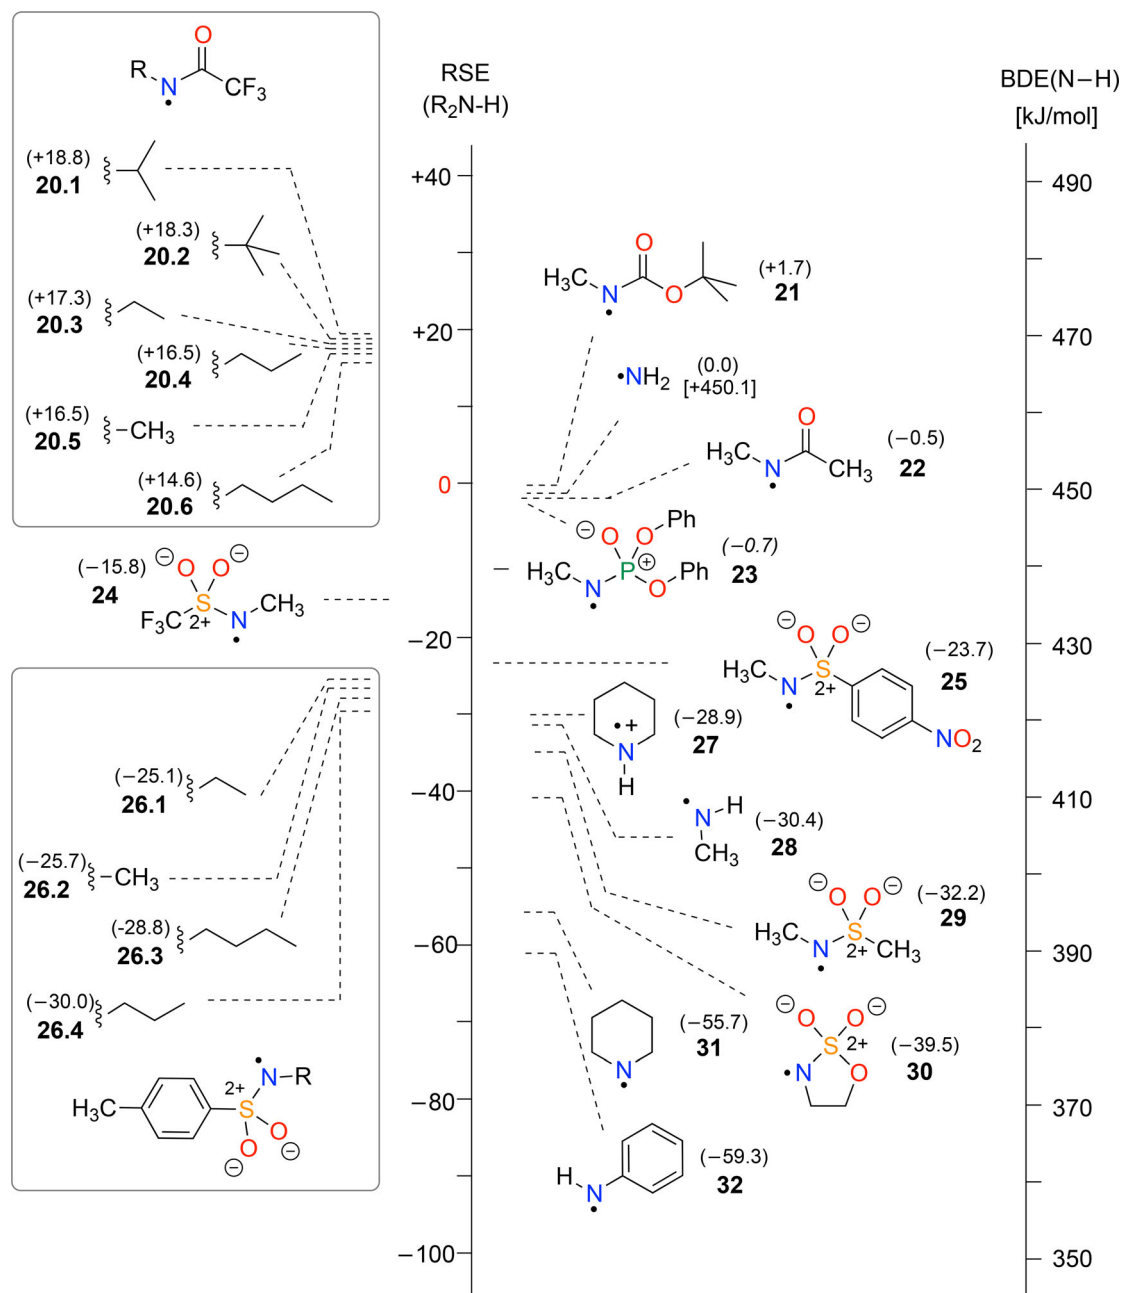 O
R
N
CF3
(+18.8)
20.1
(+18.3)
20.2
(+17.3)
20.3
(+16.5)
20.4
(+16.5)
20.5
CH3
(+14.6)
20.6
(−15.8)
24
O O
F3C S 2+ N CH3
(−25.1)
26.1
(−25.7)
26.2
CH3
(-28.8)
26.3
(−30.0)
26.4
H3C
2+
S
N R
O
O
RSE
(R2N-H)
+40
+20
0
−20
−40
−60
−80
−100
O
H3C N O
(+1.7)
21
NH2
(0.0)
[+450.1]
O
H3C N CH3
(−0.5)
22
O O Ph
H3C N P O Ph
(−0.7)
23
O O
H3C N S 2+
NO2
(−23.7)
25
+
N
H
(−28.9)
27
N H
CH3
(−30.4)
28
O O
H3C N S 2+ CH3
(−32.2)
29
O O
S 2+
N O
(−39.5)
30
N
(−55.7)
31
H N
(−59.3)
32
BDE(N−H)
[kJ/mol]
490
470
450
430
410
390
370
350